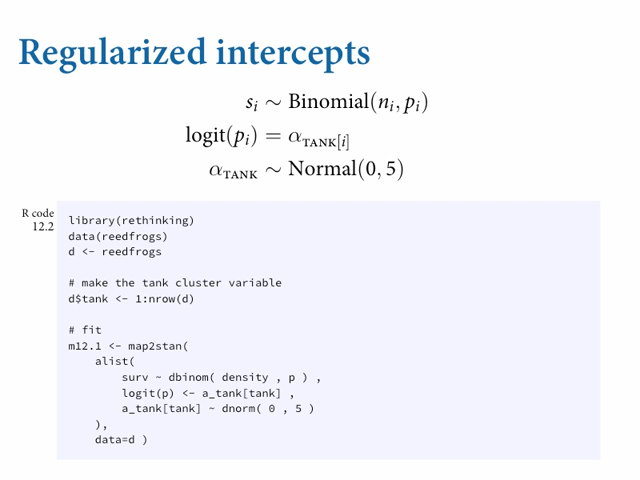 Regularized intercepts
sᵢ ~ Binomial(nᵢ, pᵢ)
logit(pᵢ) = α_TANK[i]
α_TANK ~ Normal(0, 5)
R code
12.2
library(rethinking)
data(reedfrogs)
d <- reedfrogs
# make the tank cluster variable
d$tank <- 1:nrow(d)
# fit
m12.1 <- map2stan(
alist(
surv ~ dbinom( density , p ) ,
logit(p) <- a_tank[tank] ,
a_tank[tank] ~ dnorm( 0 , 5 )
),
data=d )